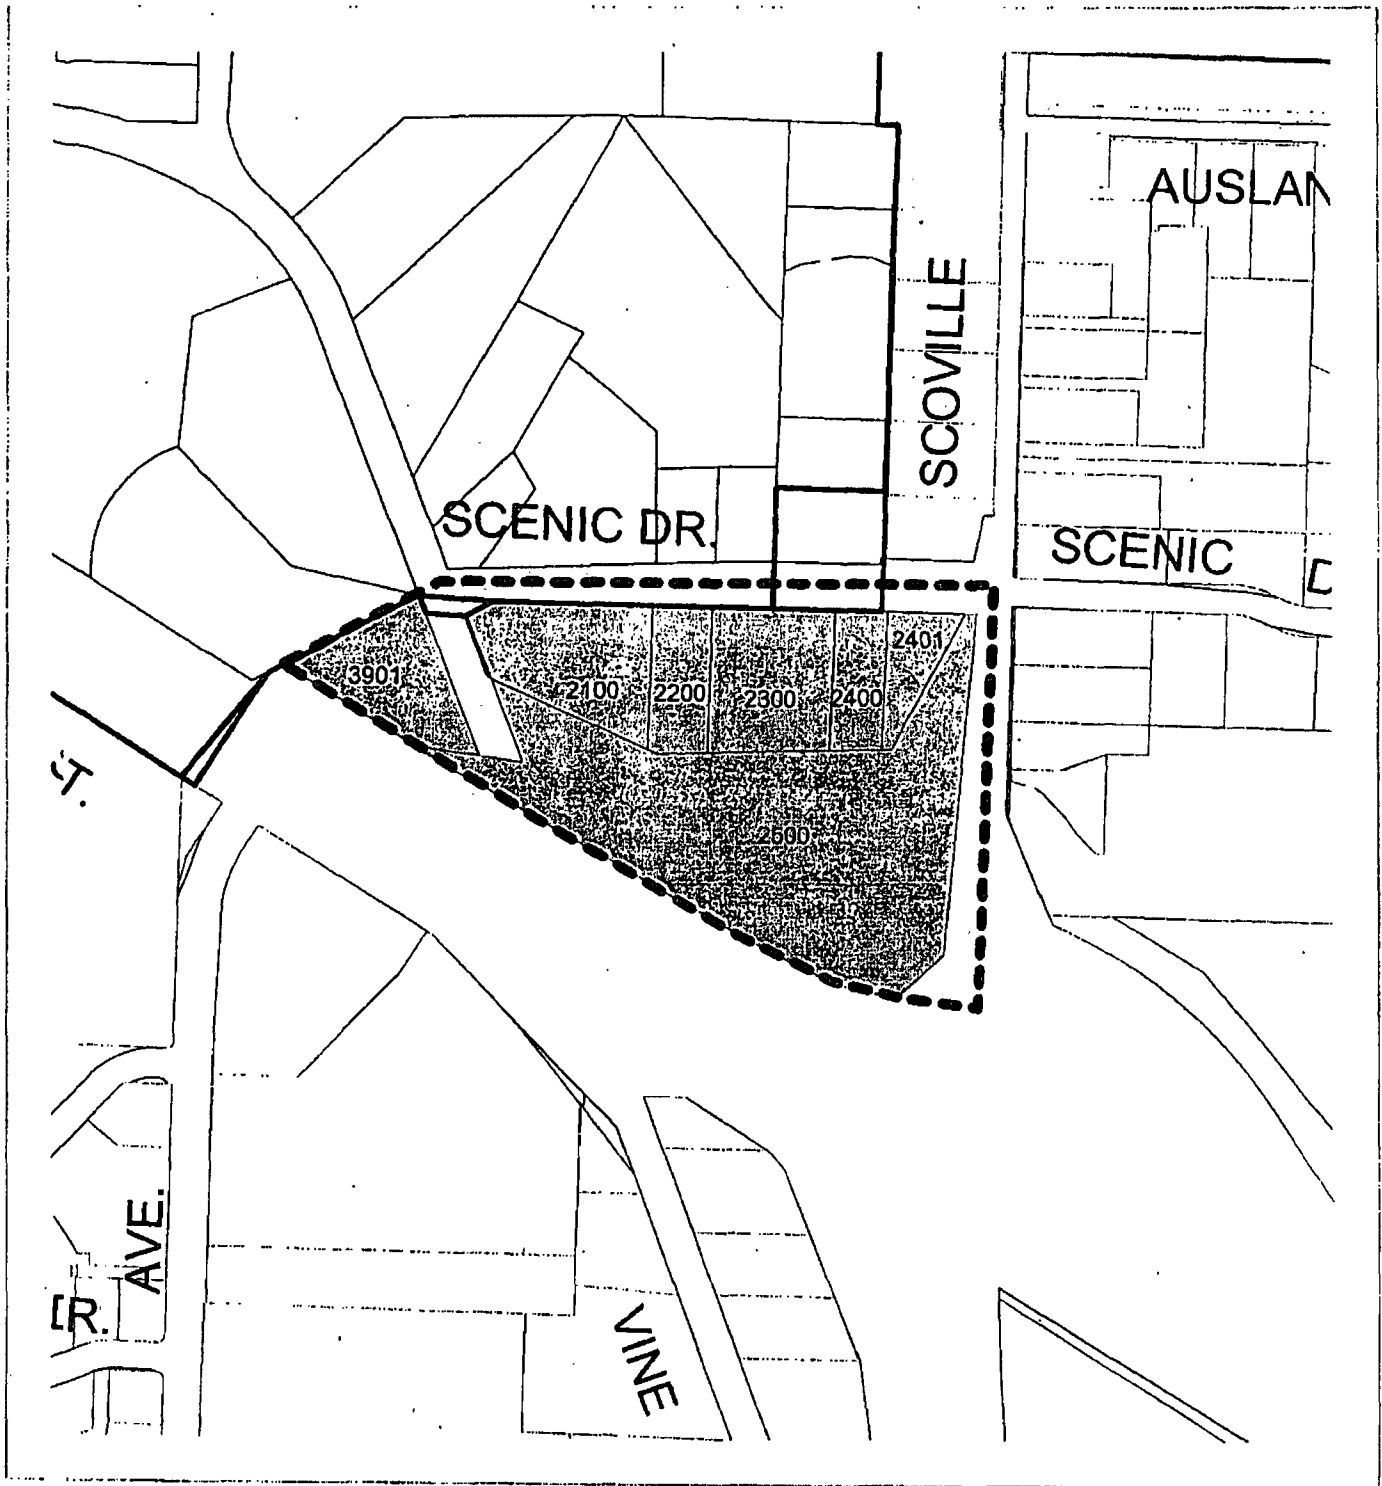 AUSLAN
SCOVILLE
SCENIC DR.
SCENIC D
2401
3901
2100 2200 2300 2400
2500
T.
AVE.
R.
VINE